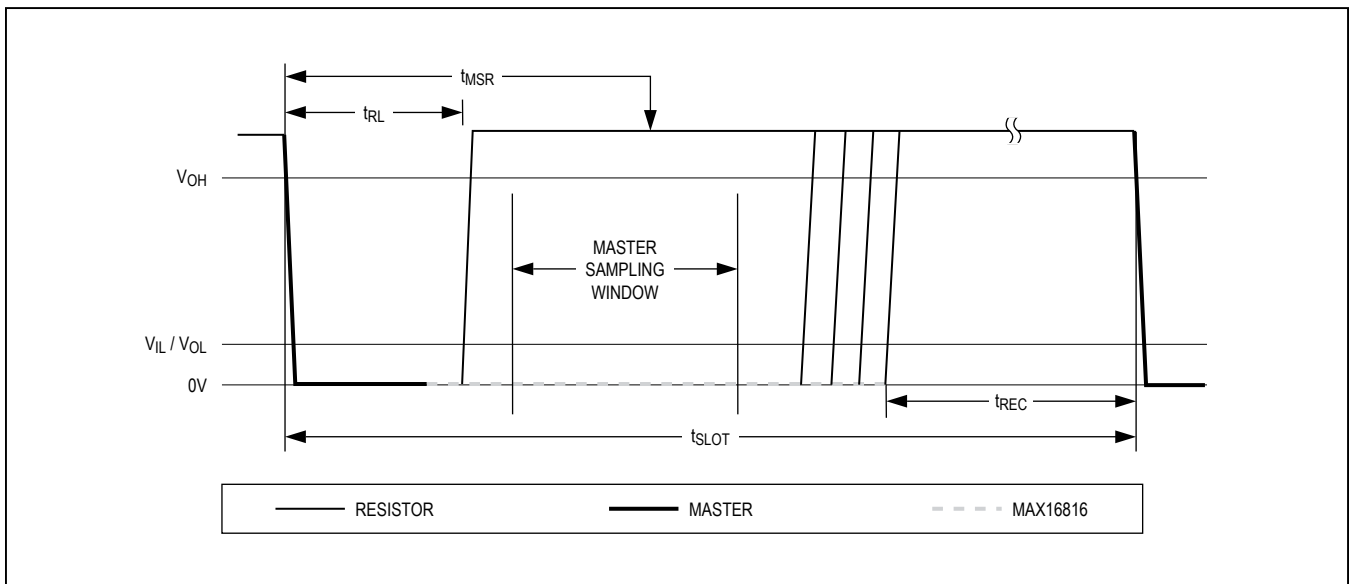 tMSR
tRL
VOH
MASTER
SAMPLING
WINDOW
VIL / VOL
0V
tREC
tSLOT
RESISTOR
MASTER
MAX16816